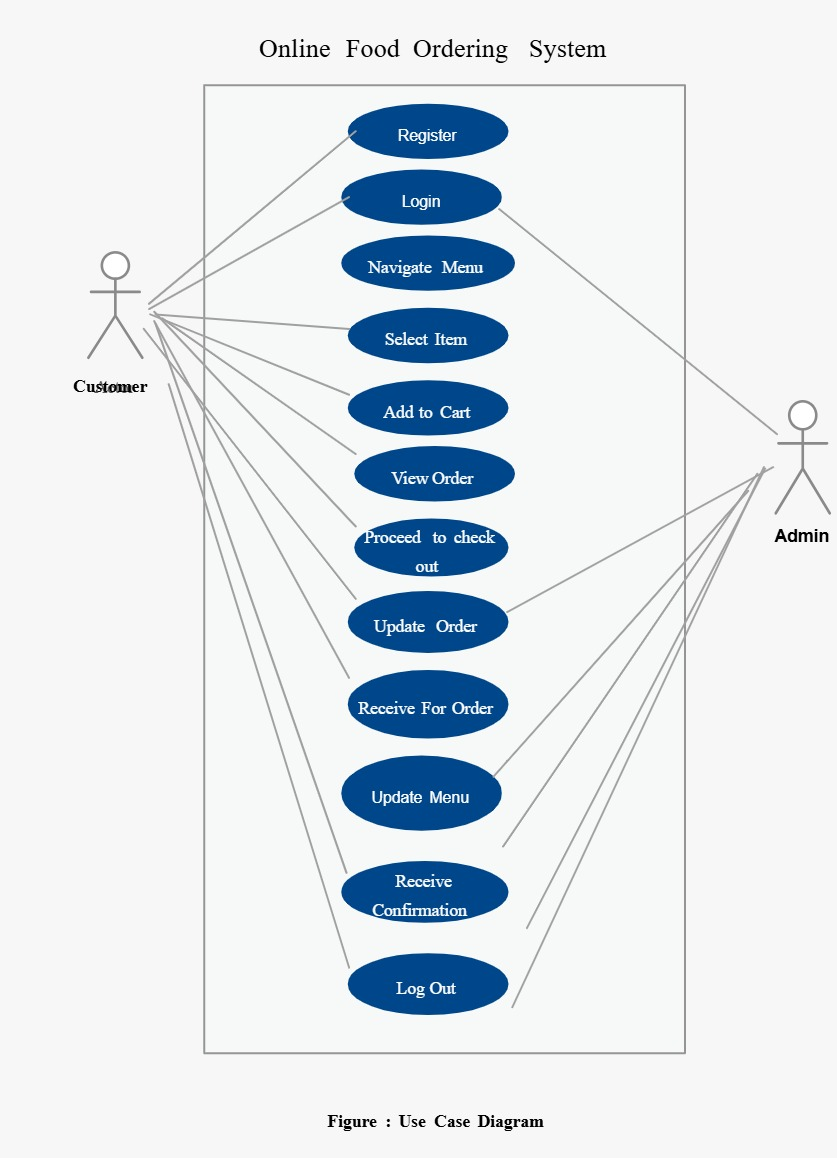 Online Food Ordering System
Register
Login
Navigate Menu
Select Item
Customer
Add to Cart
View Order
Admin
Proceed to check
out
Update Order
Receive For Order
Update Menu
Receive
Confirmation
Log Out
Figure : Use Case Diagram